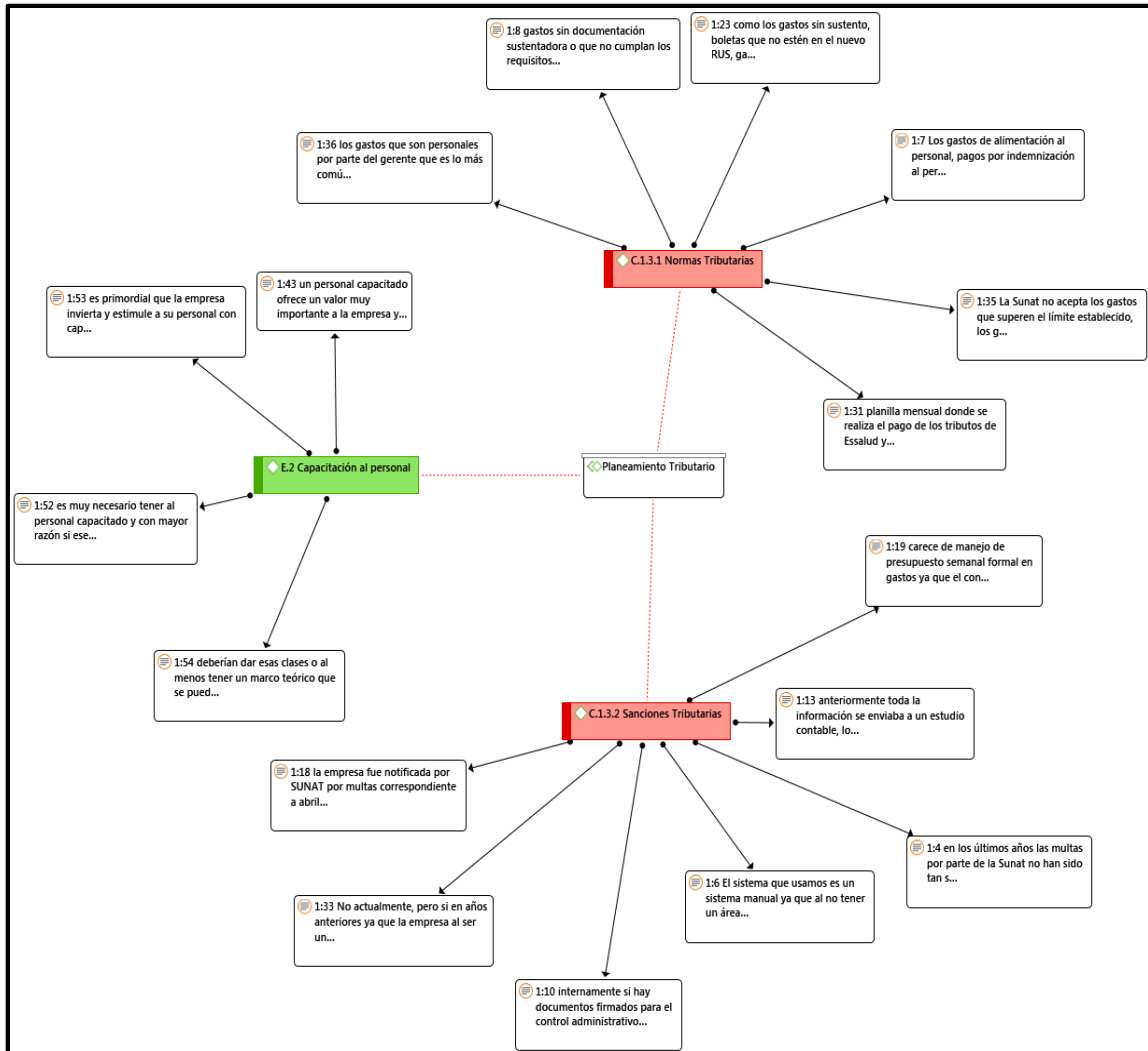 1:8 gastos sin documentación
sustentadora o que no cumplan los
requisitos...
1:23 como los gastos sin sustento,
boletas que no estén en el nuevo
RUS, ga...
1:36 los gastos que son personales
por parte del gerente que es lo más
comú...
1:7 Los gastos de alimentación al
personal, pagos por indemnización
al per...
C.1.3.1 Normas Tributarias
1:53 es primordial que la empresa
invierta y estimule a su personal con
cap...
1:43 un personal capacitado
ofrece un valor muy
importante a la empresa y...
1:35 La Sunat no acepta los gastos
que superen el límite establecido,
los g...
1:31 planilla mensual donde se
realiza el pago de los tributos de
Essalud y...
E.2 Capacitación al personal
Planeamiento Tributario
1:52 es muy necesario tener al
personal capacitado y con mayor
razón si ese...
1:19 carece de manejo de
presupuesto semanal formal en
gastos ya que el con...
1:54 deberían dar esas clases o al
menos tener un marco teórico que
se pued...
C.1.3.2 Sanciones Tributarias
1:13 anteriormente toda la
información se enviaba a un estudio
contable, lo...
1:18 la empresa fue notificada por
SUNAT por multas correspondiente
a abril...
1:4 en los últimos años las multas
por parte de la Sunat no han sido
tan s...
1:6 El sistema que usamos es un
sistema manual ya que al no tener
un área...
1:33 No actualmente, pero si en años
anteriores ya que la empresa al ser
un...
1:10 internamente si hay
documentos firmados para el
control administrativo...